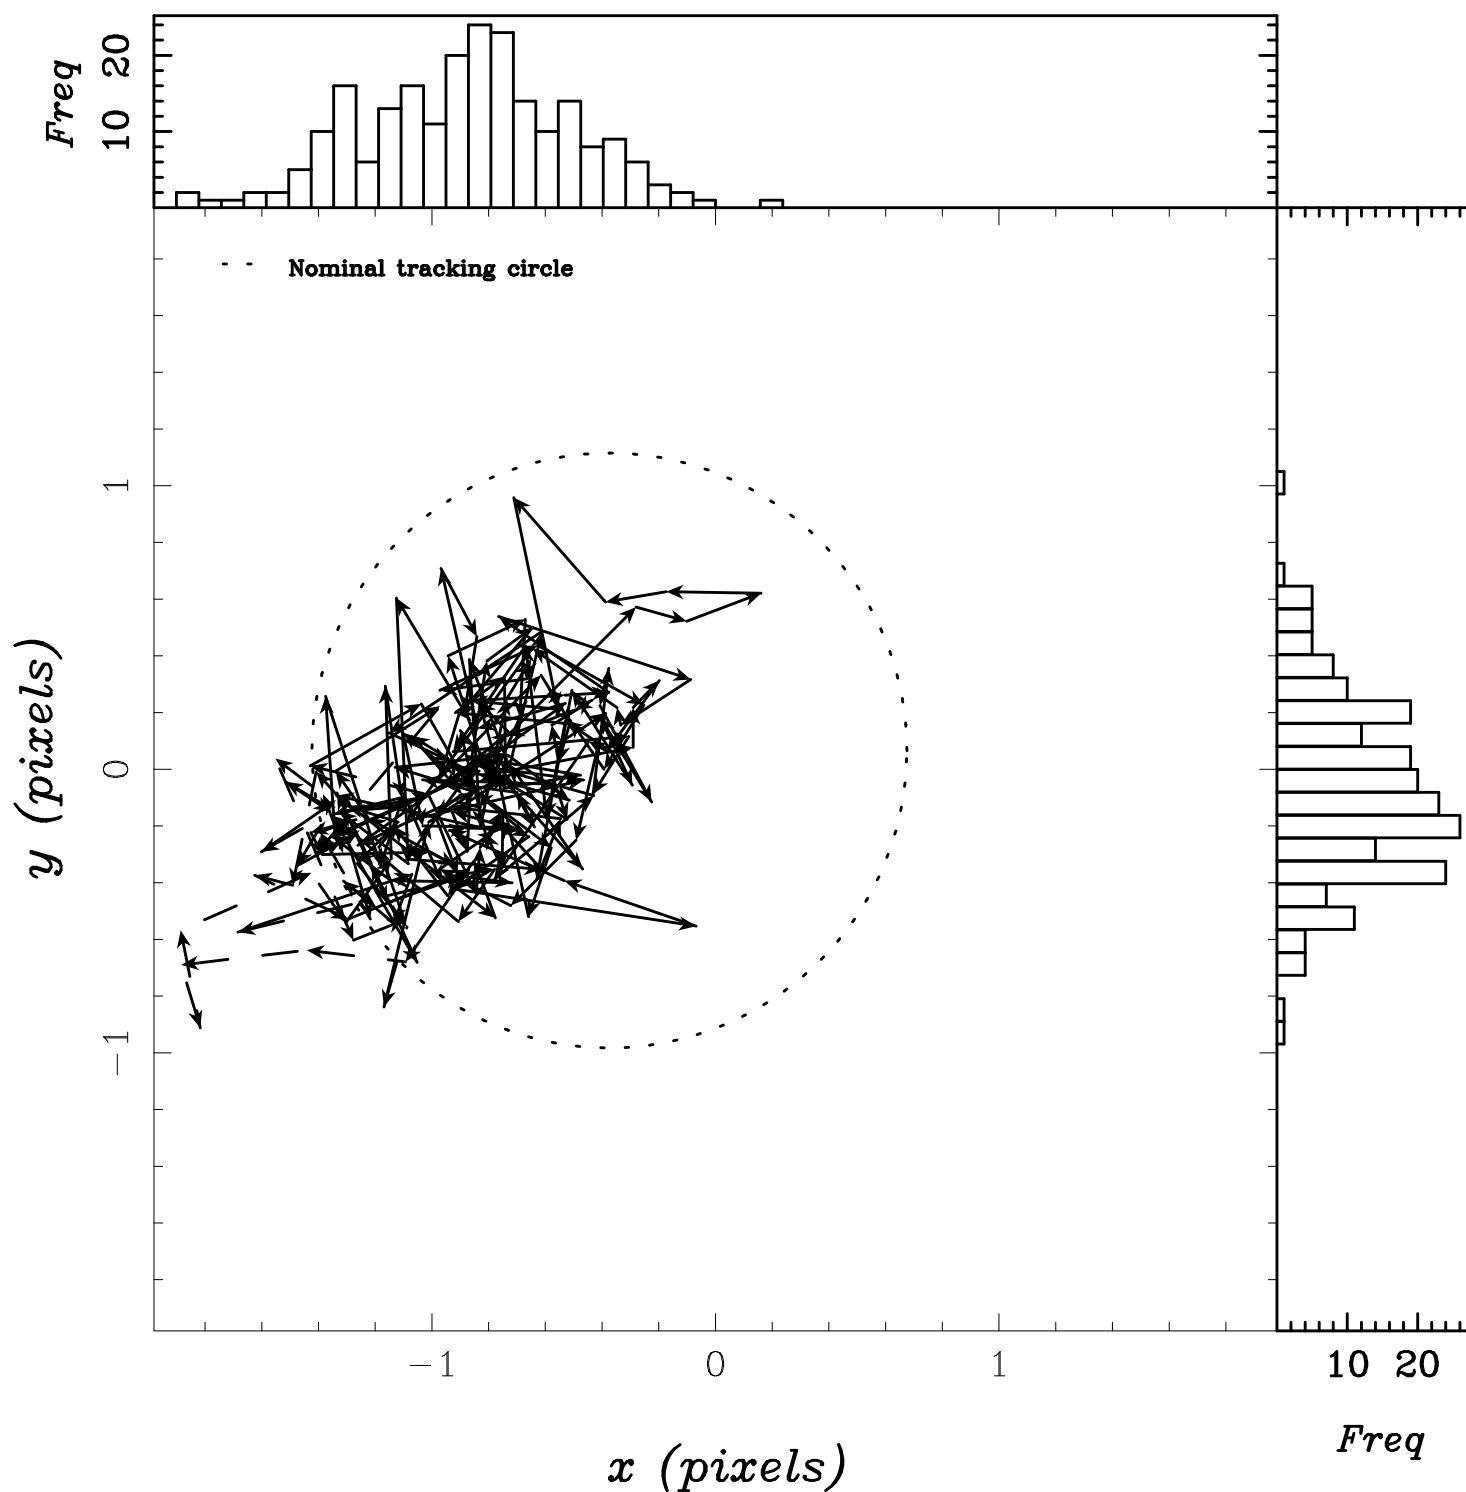 Freq
20
10
Nominal tracking circle
1
0
−1
y (pixels)
−1 0 1
10 20
x (pixels)
Freq